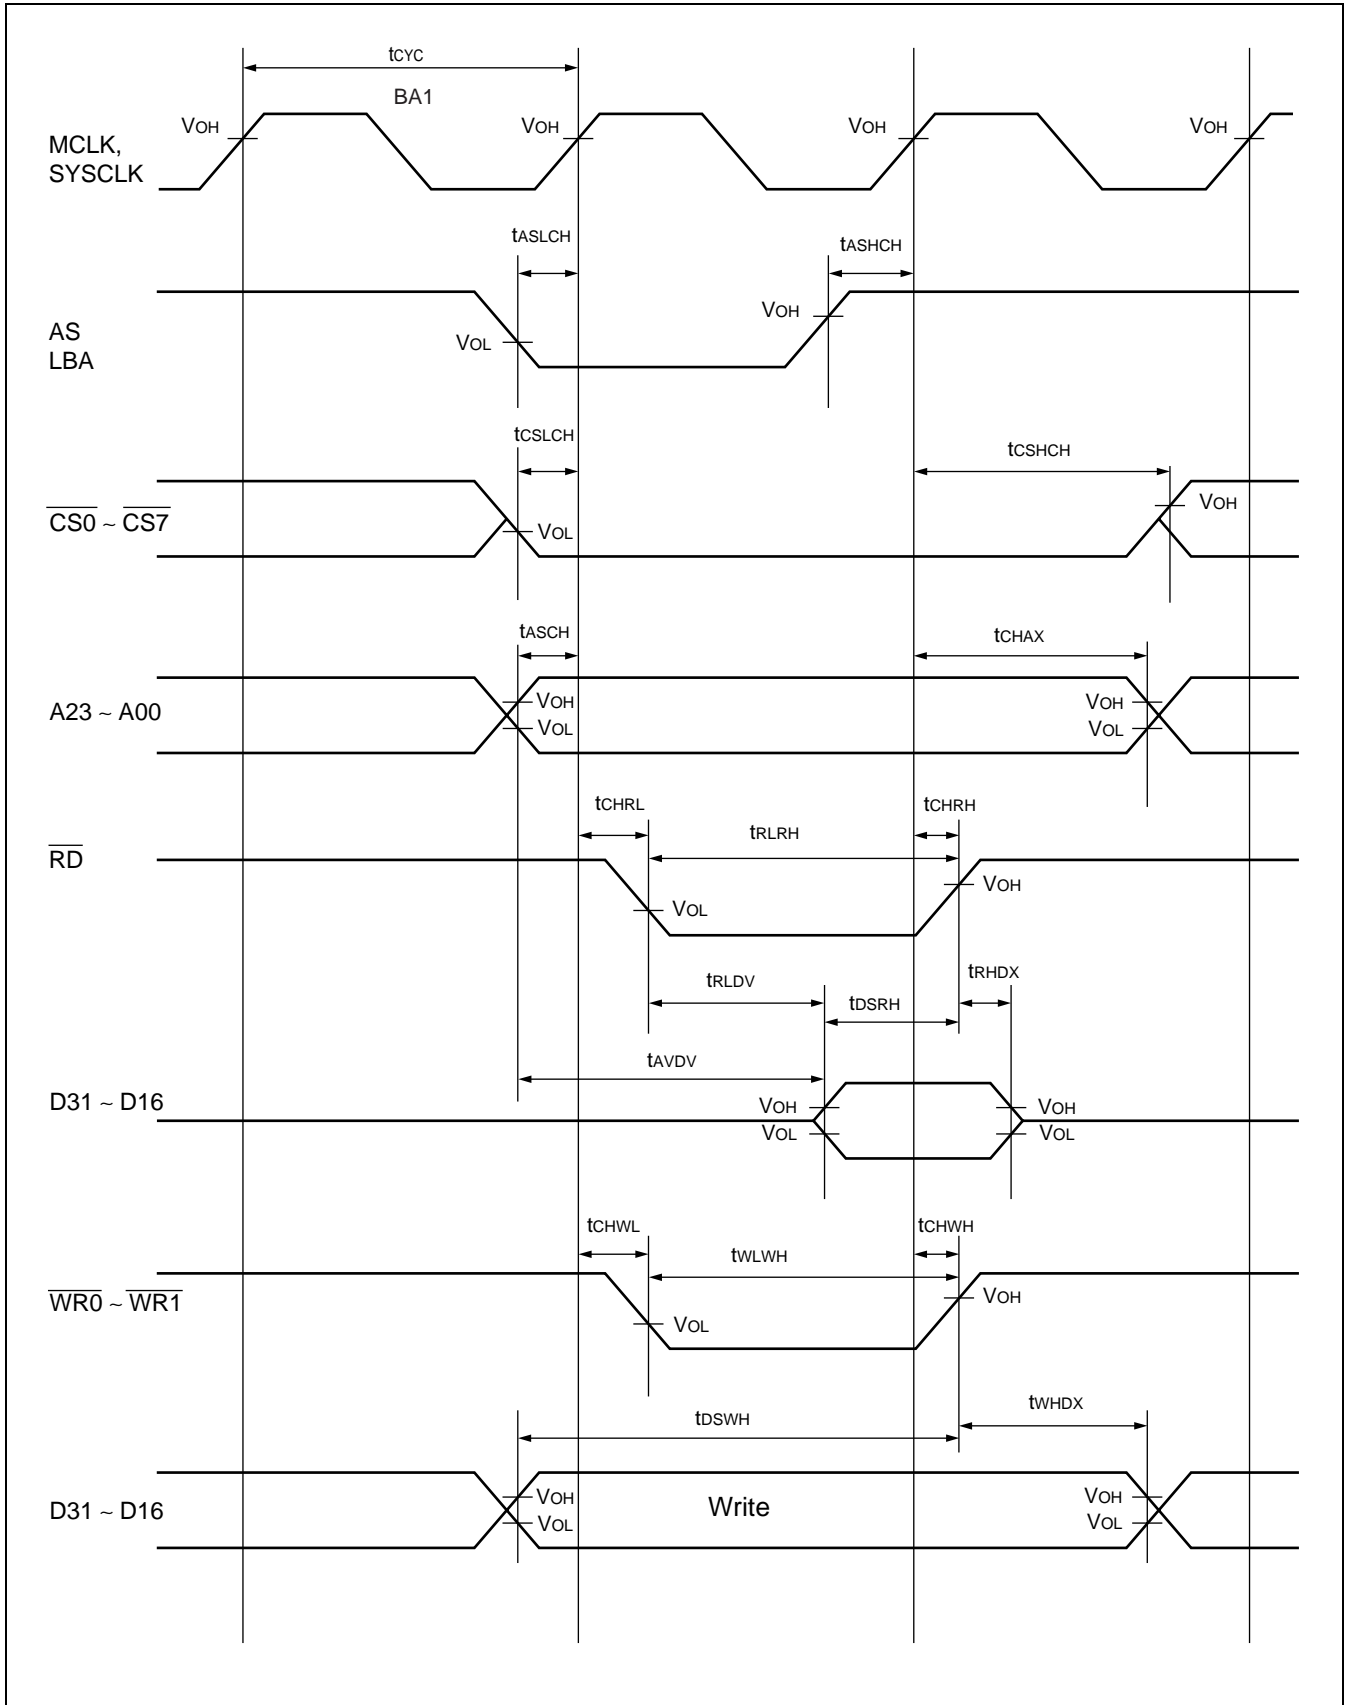 tCYC
BA1
VOH VOH VOH VOH
MCLK,
SYSCLK
tASLCH tASHCH
VOH
AS
LBA
VOL
tCSLCH tCSHCH
CS0 ~ CS7
VOL VOH
tASCH tCHAX
A23 ~ A00
VOH VOH
VOL VOL
tCHRL tRLRH tCHRH
RD
VOL VOH
tRLDV tDSRH tRHDX
tAVDV
D31 ~ D16
VOH VOH
VOL VOL
tCHWL tWLWH tCHWH
WR0 ~ WR1
VOL VOH
tDSWH tWHDX
D31 ~ D16
VOH Write VOH
VOL VOL